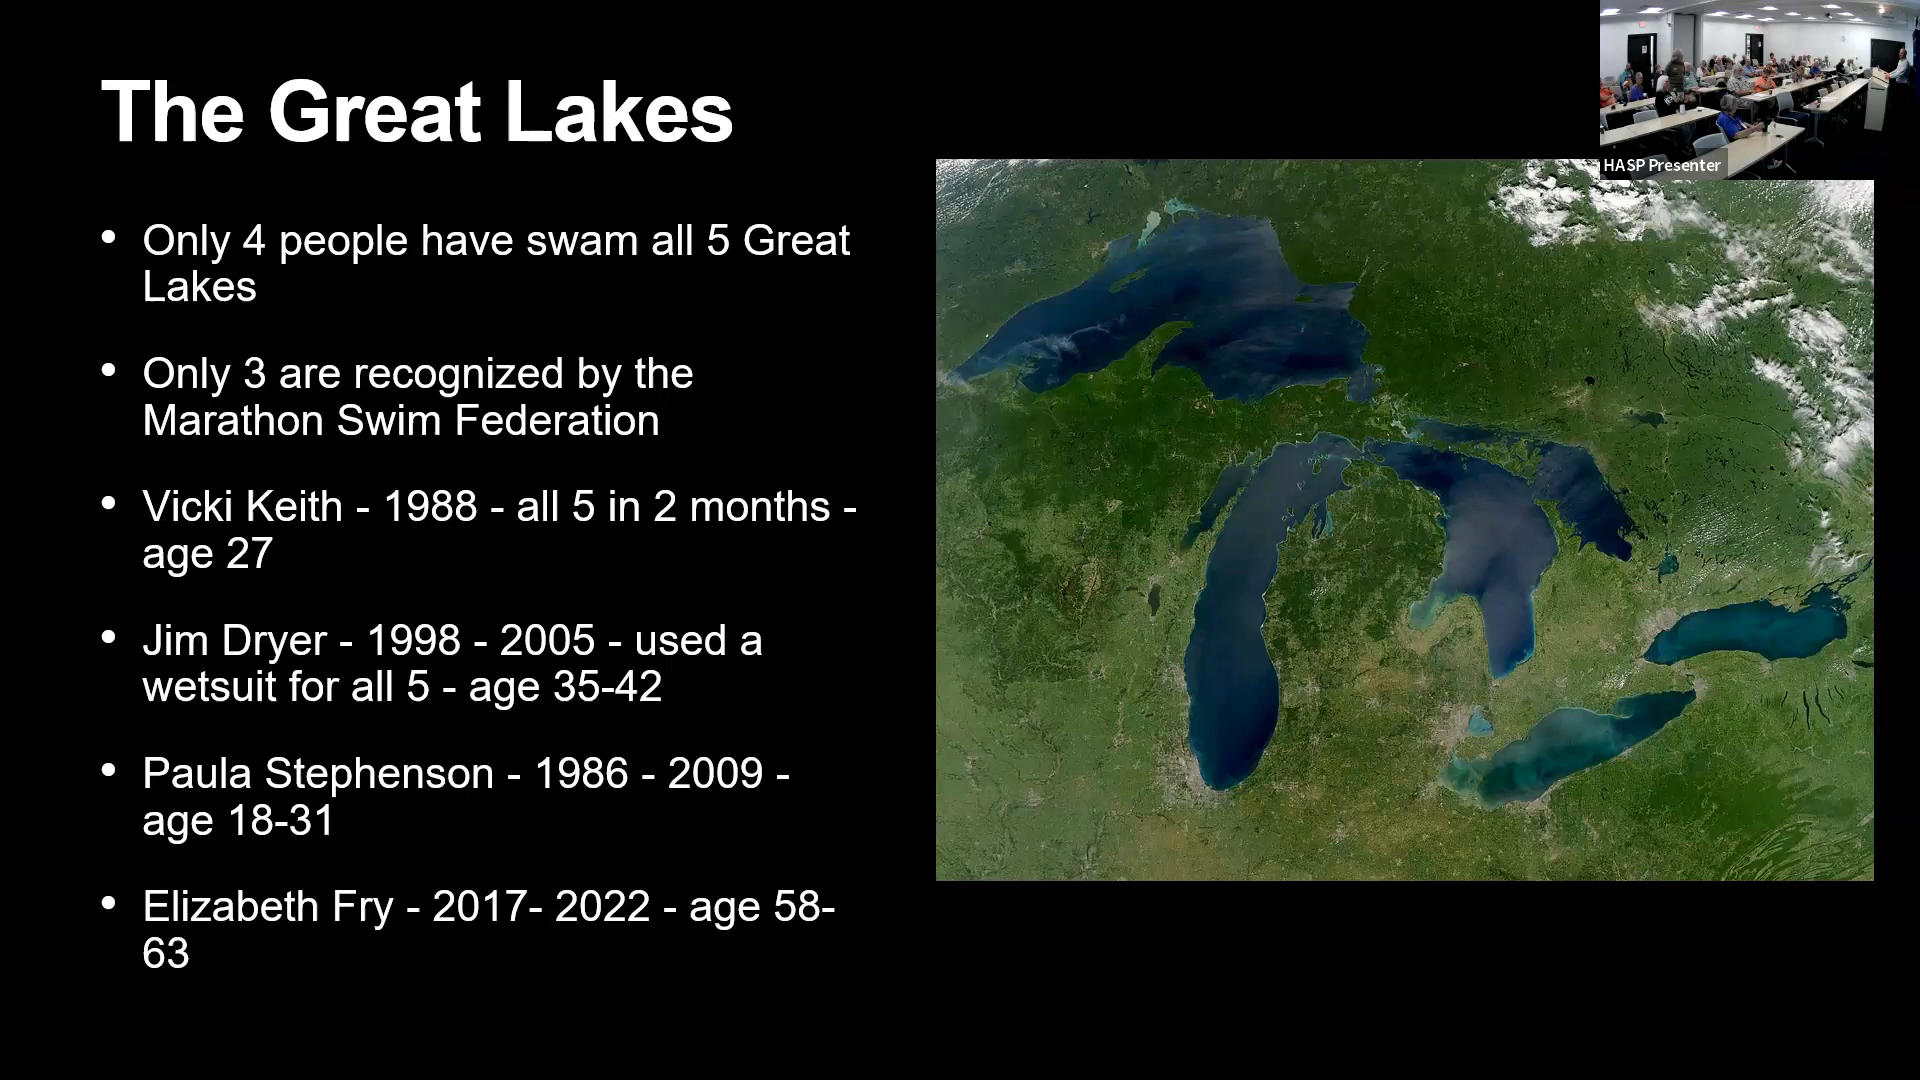 The Great Lakes
• Only 4 people have swam all 5 Great
Lakes
• Only 3 are recognized by the
Marathon Swim Federation
• Vicki Keith - 1988 - all 5 in 2 months -
age 27
• Jim Dryer - 1998 - 2005 - used a
wetsuit for all 5 - age 35-42
• Paula Stephenson - 1986 - 2009 -
age 18-31
• Elizabeth Fry - 2017- 2022 - age 58-
63
HASP Presenter